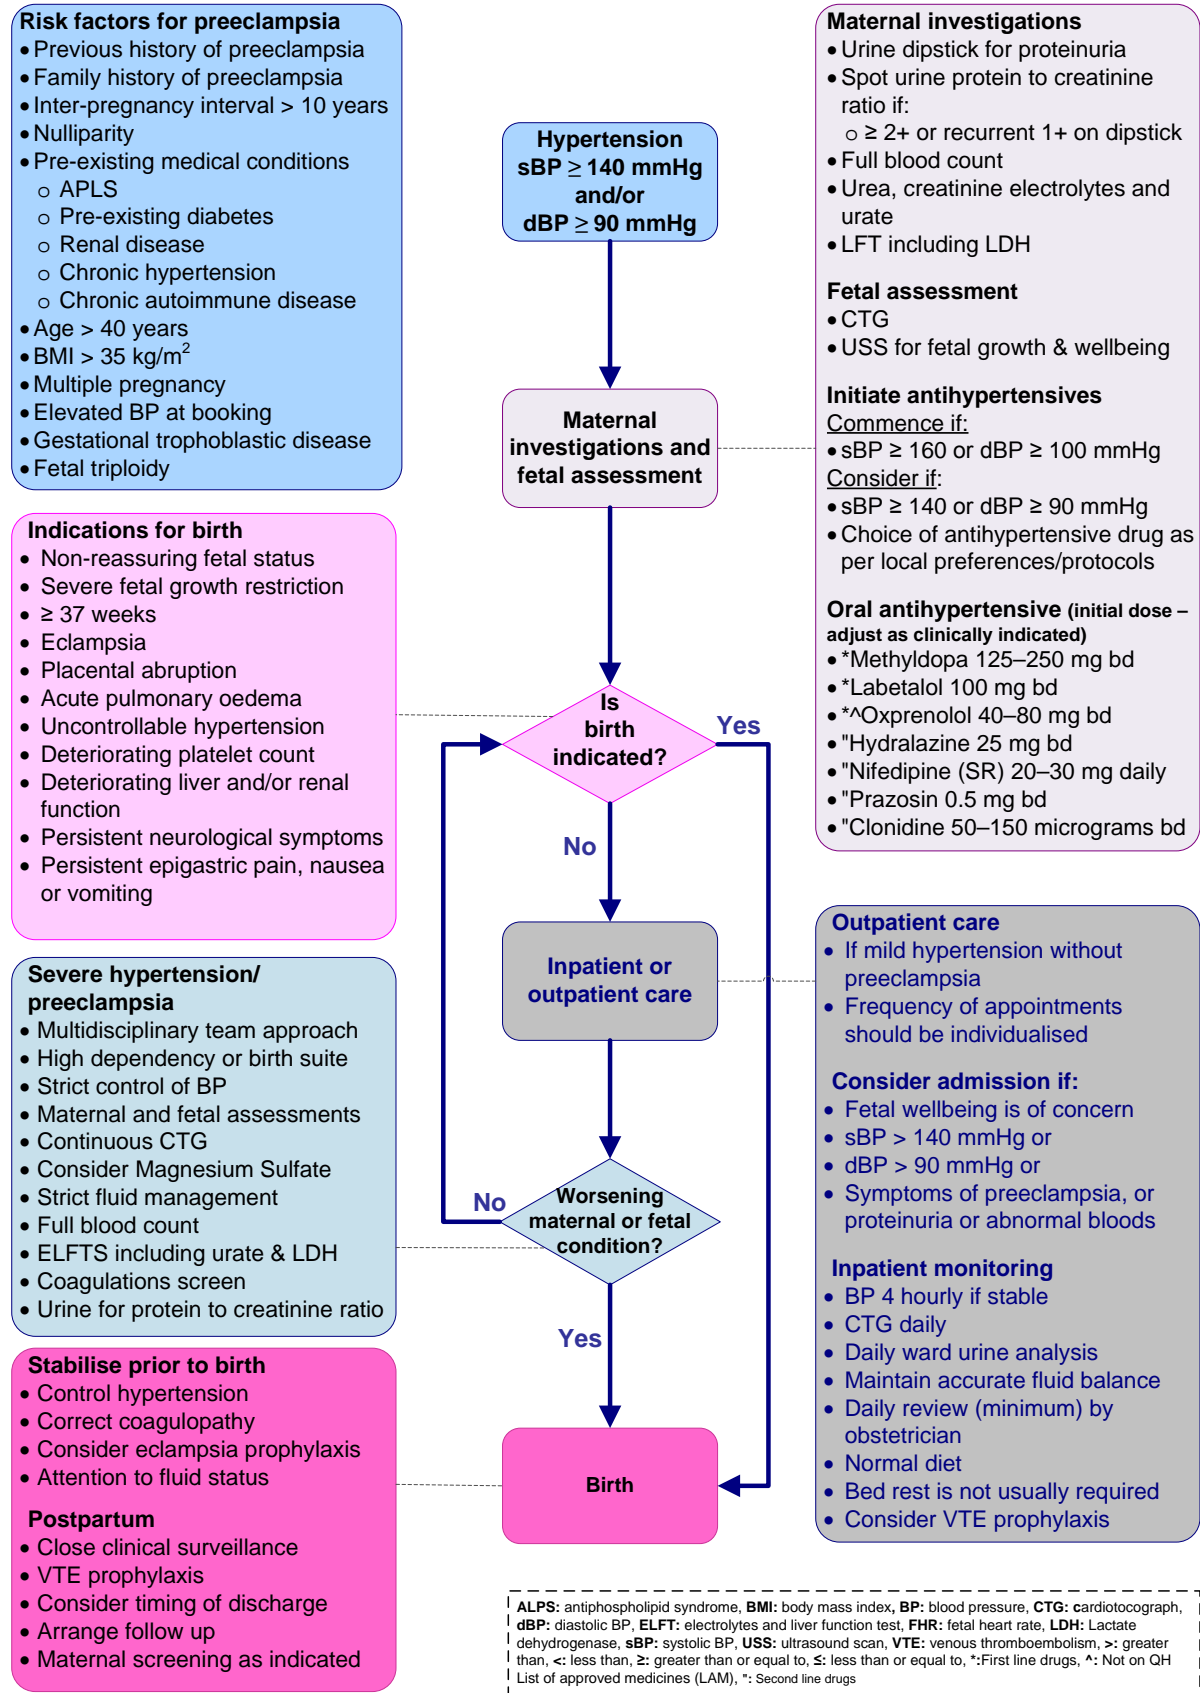 Risk factors for preeclampsia
• Previous history of preeclampsia
• Family history of preeclampsia
• Inter-pregnancy interval > 10 years
• Nulliparity
• Pre-existing medical conditions
o APLS
o Pre-existing diabetes
o Renal disease
o Chronic hypertension
o Chronic autoimmune disease
• Age > 40 years
• BMI > 35 kg/m²
• Multiple pregnancy
• Elevated BP at booking
• Gestational trophoblastic disease
• Fetal triploidy
Indications for birth
• Non-reassuring fetal status
• Severe fetal growth restriction
• ≥ 37 weeks
• Eclampsia
• Placental abruption
• Acute pulmonary oedema
• Uncontrollable hypertension
• Deteriorating platelet count
• Deteriorating liver and/or renal
function
• Persistent neurological symptoms
• Persistent epigastric pain, nausea
or vomiting
Severe hypertension/
preeclampsia
• Multidisciplinary team approach
• High dependency or birth suite
• Strict control of BP
• Maternal and fetal assessments
• Continuous CTG
• Consider Magnesium Sulfate
• Strict fluid management
• Full blood count
• ELFTS including urate & LDH
• Coagulations screen
• Urine for protein to creatinine ratio
Stabilise prior to birth
• Control hypertension
• Correct coagulopathy
• Consider eclampsia prophylaxis
• Attention to fluid status
Postpartum
• Close clinical surveillance
• VTE prophylaxis
• Consider timing of discharge
• Arrange follow up
• Maternal screening as indicated
Hypertension
sBP ≥ 140 mmHg
and/or
dBP ≥ 90 mmHg
Maternal
investigations and
fetal assessment
Is
birth
indicated?
Yes
No
Inpatient or
outpatient care
Worsening
maternal or fetal
condition?
No
Yes
Birth
Maternal investigations
• Urine dipstick for proteinuria
• Spot urine protein to creatinine
ratio if:
o ≥ 2+ or recurrent 1+ on dipstick
• Full blood count
• Urea, creatinine electrolytes and
urate
• LFT including LDH
Fetal assessment
• CTG
• USS for fetal growth & wellbeing
Initiate antihypertensives
Commence if:
• sBP ≥ 160 or dBP ≥ 100 mmHg
Consider if:
• sBP ≥ 140 or dBP ≥ 90 mmHg
• Choice of antihypertensive drug as
per local preferences/protocols
Oral antihypertensive (initial dose –
adjust as clinically indicated)
• *Methyldopa 125–250 mg bd
• *Labetalol 100 mg bd
• *^Oxprenolol 40–80 mg bd
• "Hydralazine 25 mg bd
• "Nifedipine (SR) 20–30 mg daily
• "Prazosin 0.5 mg bd
• "Clonidine 50–150 micrograms bd
Outpatient care
• If mild hypertension without
preeclampsia
• Frequency of appointments
should be individualised
Consider admission if:
• Fetal wellbeing is of concern
• sBP > 140 mmHg or
• dBP > 90 mmHg or
• Symptoms of preeclampsia, or
proteinuria or abnormal bloods
Inpatient monitoring
• BP 4 hourly if stable
• CTG daily
• Daily ward urine analysis
• Maintain accurate fluid balance
• Daily review (minimum) by
obstetrician
• Normal diet
• Bed rest is not usually required
• Consider VTE prophylaxis
ALPS: antiphospholipid syndrome, BMI: body mass index, BP: blood pressure, CTG: cardiotocograph,
dBP: diastolic BP, ELFT: electrolytes and liver function test, FHR: fetal heart rate, LDH: Lactate
dehydrogenase, sBP: systolic BP, USS: ultrasound scan, VTE: venous thromboembolism, >: greater
than, <: less than, ≥: greater than or equal to, ≤: less than or equal to, *:First line drugs, ^: Not on QH
List of approved medicines (LAM), ": Second line drugs